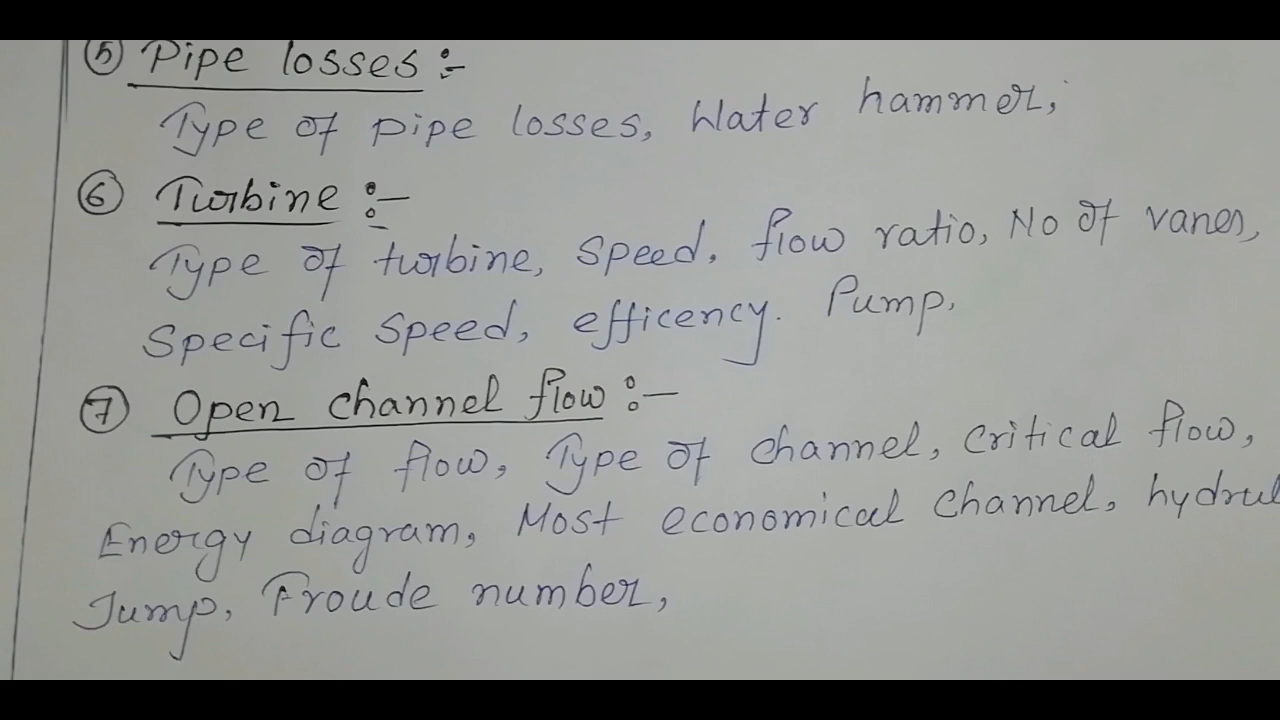 ⑤ Pipe losses :-
Type of pipe losses, Water hammer,
⑥ Turbine :-
Type of turbine, Speed, flow ratio, No of vanes,
Specific Speed, efficency. Pump,
⑦ Open channel flow :-
Type of flow, Type of channel, Critical flow,
Energy diagram, Most economical channel, hydrul
Jump, Froude number,